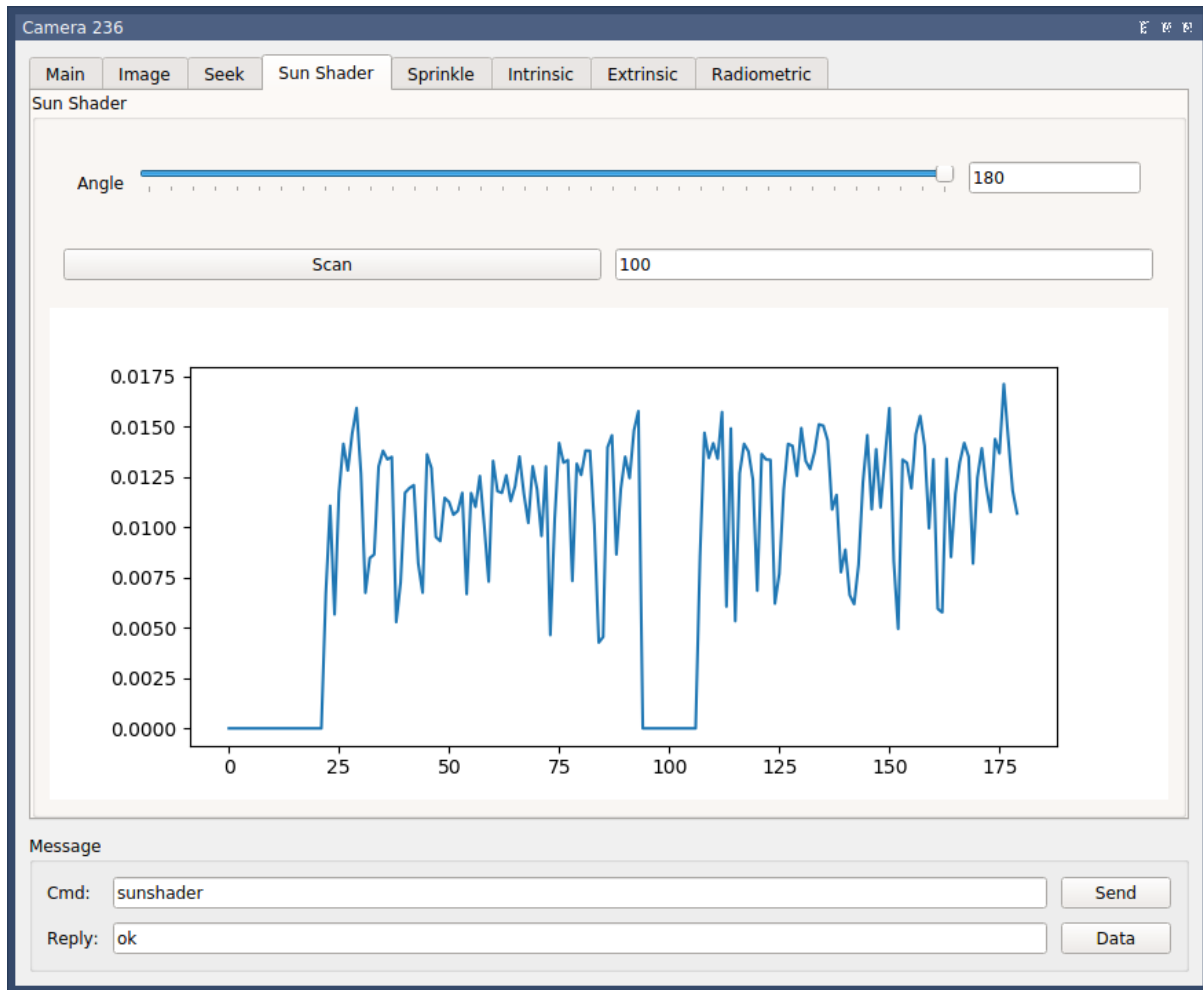 Camera 236
Main Image Seek Sun Shader Sprinkle Intrinsic Extrinsic Radiometric
Sun Shader
Angle 180
Scan 100
0.0175
0.0150
0.0125
0.0100
0.0075
0.0050
0.0025
0.0000
0 25 50 75 100 125 150 175
Message
Cmd: sunshader Send
Reply: ok Data